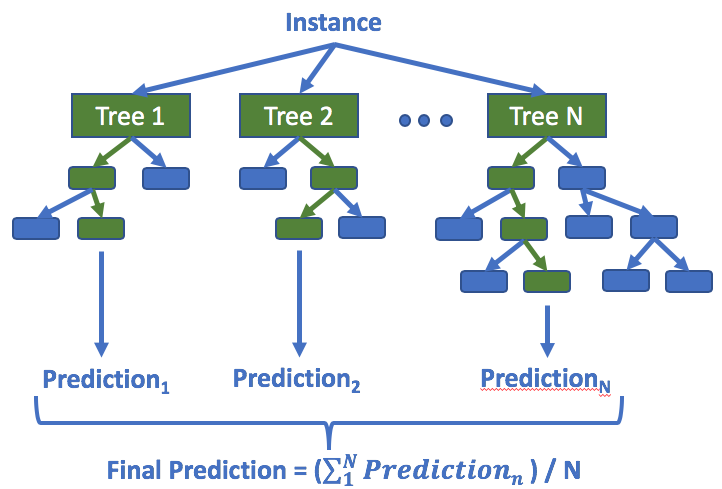 Instance
Tree 1 Tree 2 Tree N
Prediction₁ Prediction₂ Predictionₙ
Final Prediction = (∑₁ᴺ Predictionₙ ) / N